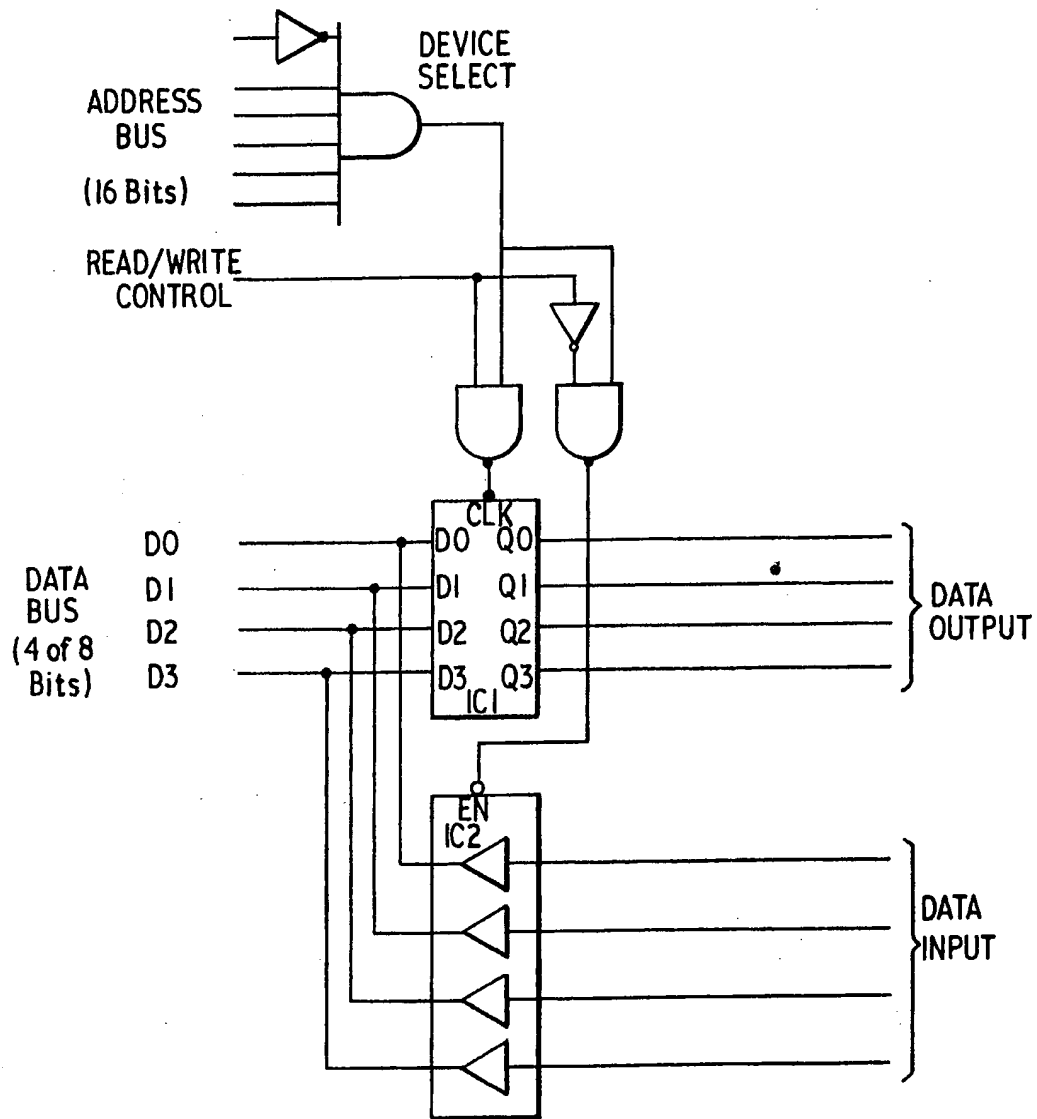 DEVICE
SELECT
ADDRESS
BUS
(16 Bits)
READ/WRITE
CONTROL
CLK
D0
D0
Q0
D1
D1
Q1
D2
D2
Q2
D3
D3
Q3
IC1
DATA
BUS
(4 of 8
Bits)
DATA
OUTPUT
EN
IC2
DATA
INPUT